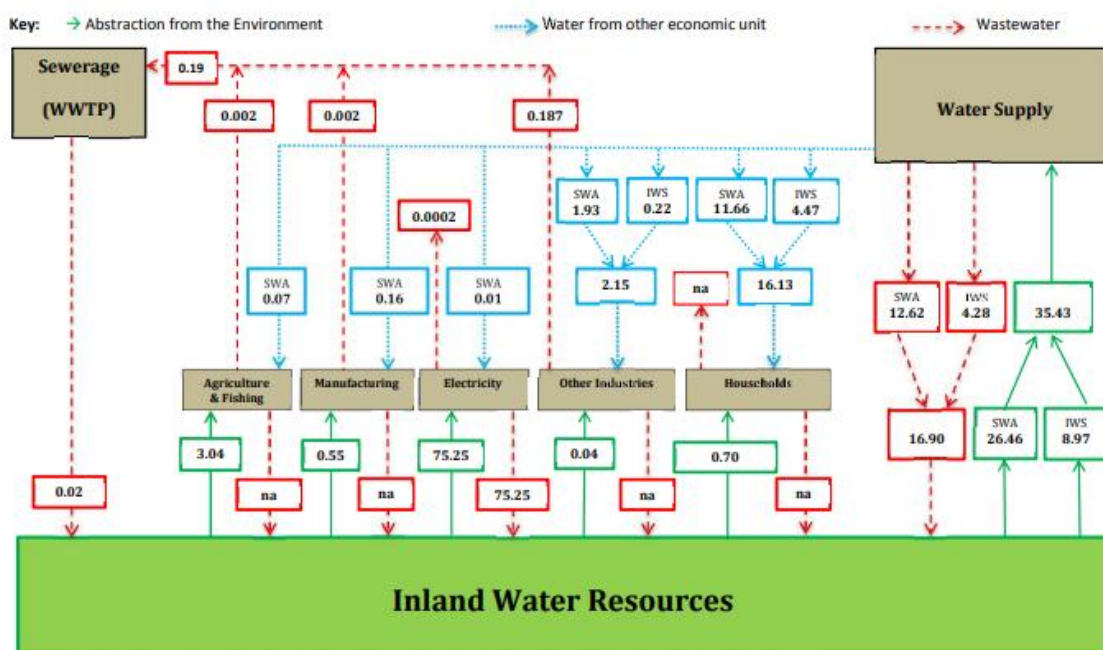 Key: Abstraction from the Environment Water from other economic unit Wastewater
Sewerage
(WWTP)
0.19
Water Supply
0.002
0.002
0.187
SWA
1.93
IWS
0.22
SWA
11.66
IWS
4.47
0.0002
SWA
0.07
SWA
0.16
SWA
0.01
2.15
na
16.13
SWA
12.62
IWS
4.28
35.43
Agriculture
& Fishing
Manufacturing
Electricity
Other Industries
Households
3.04
0.55
75.25
0.04
0.70
16.90
SWA
26.46
IWS
8.97
0.02
na
na
75.25
na
na
Inland Water Resources